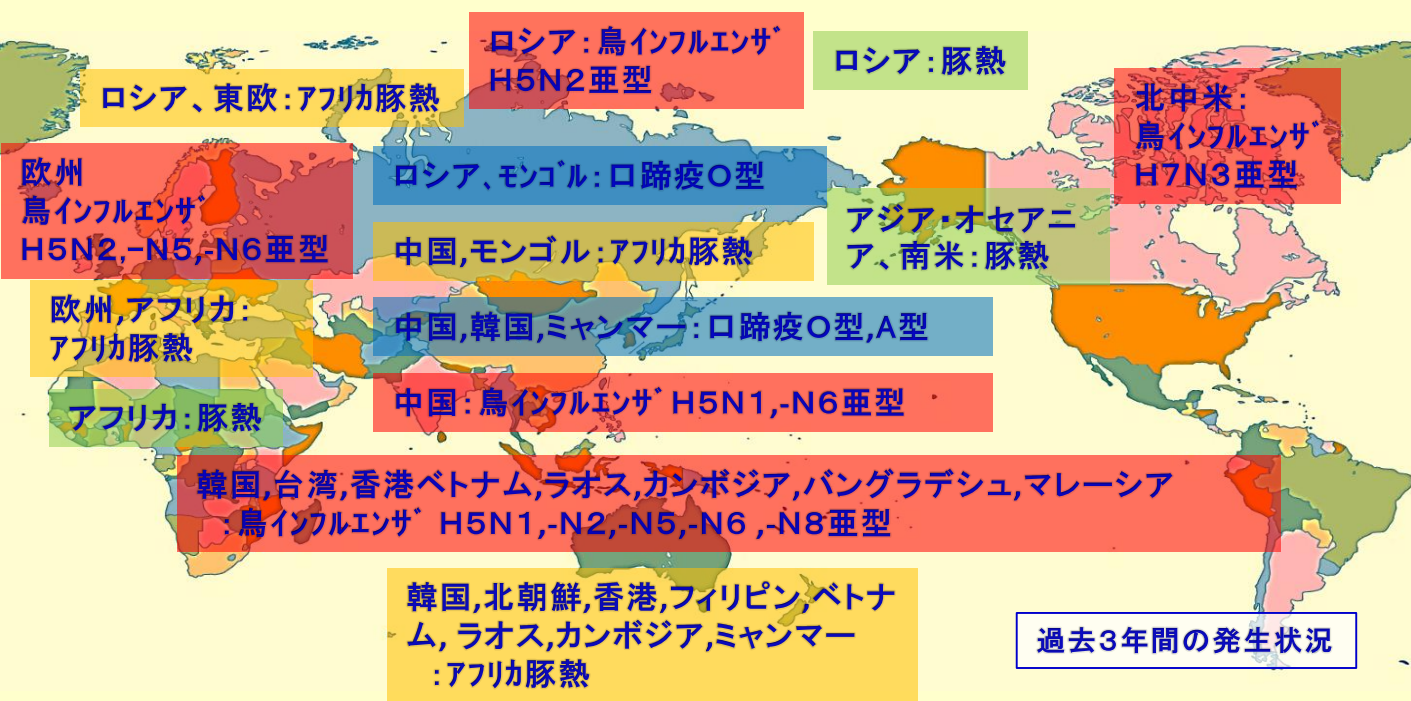 ロシア：鳥ｲﾝﾌﾙｴﾝｻﾞ
Ｈ５Ｎ２亜型
ロシア：豚熱
ロシア、東欧：ｱﾌﾘｶ豚熱
北中米：
鳥ｲﾝﾌﾙｴﾝｻﾞ
Ｈ７Ｎ３亜型
欧州
鳥ｲﾝﾌﾙｴﾝｻﾞ
Ｈ５Ｎ２,-Ｎ５,-Ｎ６亜型
ロシア、ﾓﾝｺﾞﾙ：口蹄疫Ｏ型
アジア・オセアニ
ア、南米：豚熱
中国,モンゴル：ｱﾌﾘｶ豚熱
欧州,アフリカ：
ｱﾌﾘｶ豚熱
中国,韓国,ミャンマー：口蹄疫Ｏ型,Ａ型
アフリカ：豚熱
中国：鳥ｲﾝﾌﾙｴﾝｻﾞ Ｈ５Ｎ１,-Ｎ６亜型
韓国,台湾,香港ベトナム,ラオス,カンボジア,バングラデシュ,マレーシア
：鳥ｲﾝﾌﾙｴﾝｻﾞ Ｈ５Ｎ１,-Ｎ２,-Ｎ５,-Ｎ６ ,-Ｎ８亜型
韓国,北朝鮮,香港,フィリピン,ベトナ
ム, ラオス,カンボジア,ミャンマー
：ｱﾌﾘｶ豚熱
過去３年間の発生状況